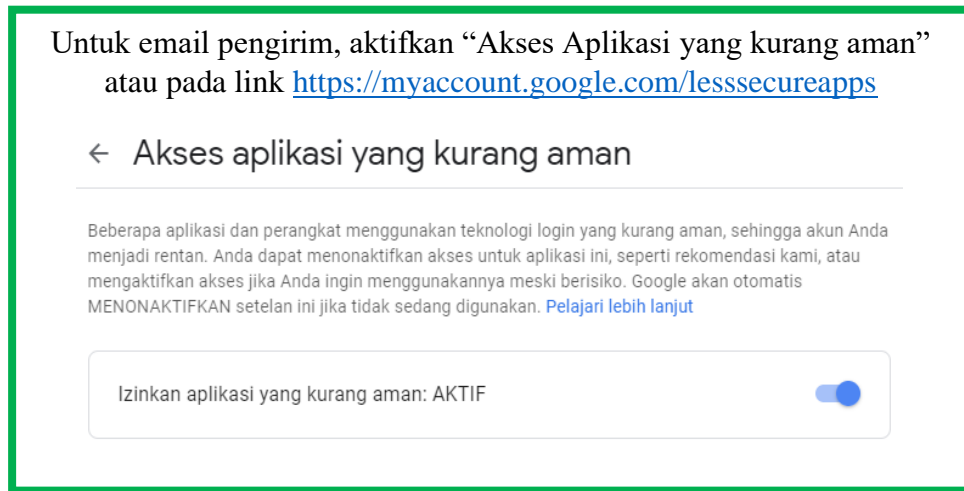 Untuk email pengirim, aktifkan “Akses Aplikasi yang kurang aman”
atau pada link https://myaccount.google.com/lesssecureapps
← Akses aplikasi yang kurang aman
Beberapa aplikasi dan perangkat menggunakan teknologi login yang kurang aman, sehingga akun Anda
menjadi rentan. Anda dapat menonaktifkan akses untuk aplikasi ini, seperti rekomendasi kami, atau
mengaktifkan akses jika Anda ingin menggunakannya meski berisiko. Google akan otomatis
MENONAKTIFKAN setelan ini jika tidak sedang digunakan. Pelajari lebih lanjut
Izinkan aplikasi yang kurang aman: AKTIF